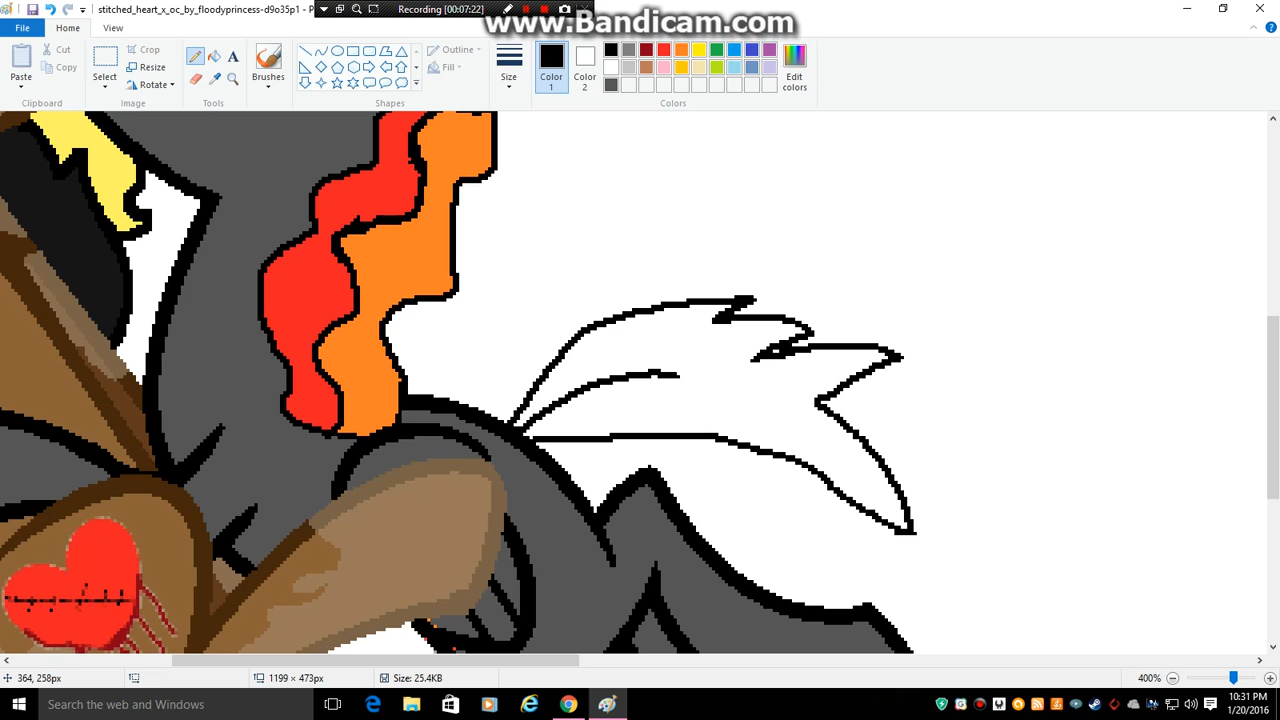 stitched_heart_x_oc_by_floodyprincess-d9o35p1 - P
Recording [00:07:22]
www.Bandicam.com
File
Home
View
Paste
Cut
Copy
Clipboard
Select
Crop
Resize
Rotate
Image
A
Tools
Brushes
Outline
Fill
Shapes
Size
Color
1
Color
2
Edit
colors
Colors
364, 258px
1199 × 473px
Size: 25.4KB
400%
Search the web and Windows
10:31 PM
1/20/2016